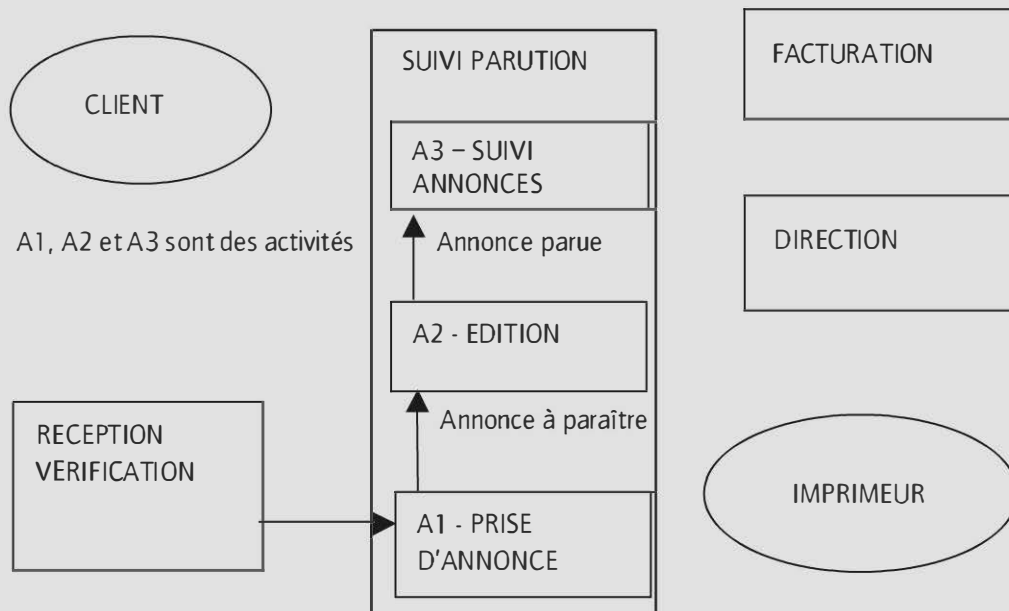 CLIENT
SUIVI PARUTION
FACTURATION
A3 – SUIVI
ANNONCES
A1, A2 et A3 sont des activités
Annonce parue
DIRECTION
A2 - EDITION
Annonce à paraître
RECEPTION
VERIFICATION
IMPRIMEUR
A1 - PRISE
D'ANNONCE